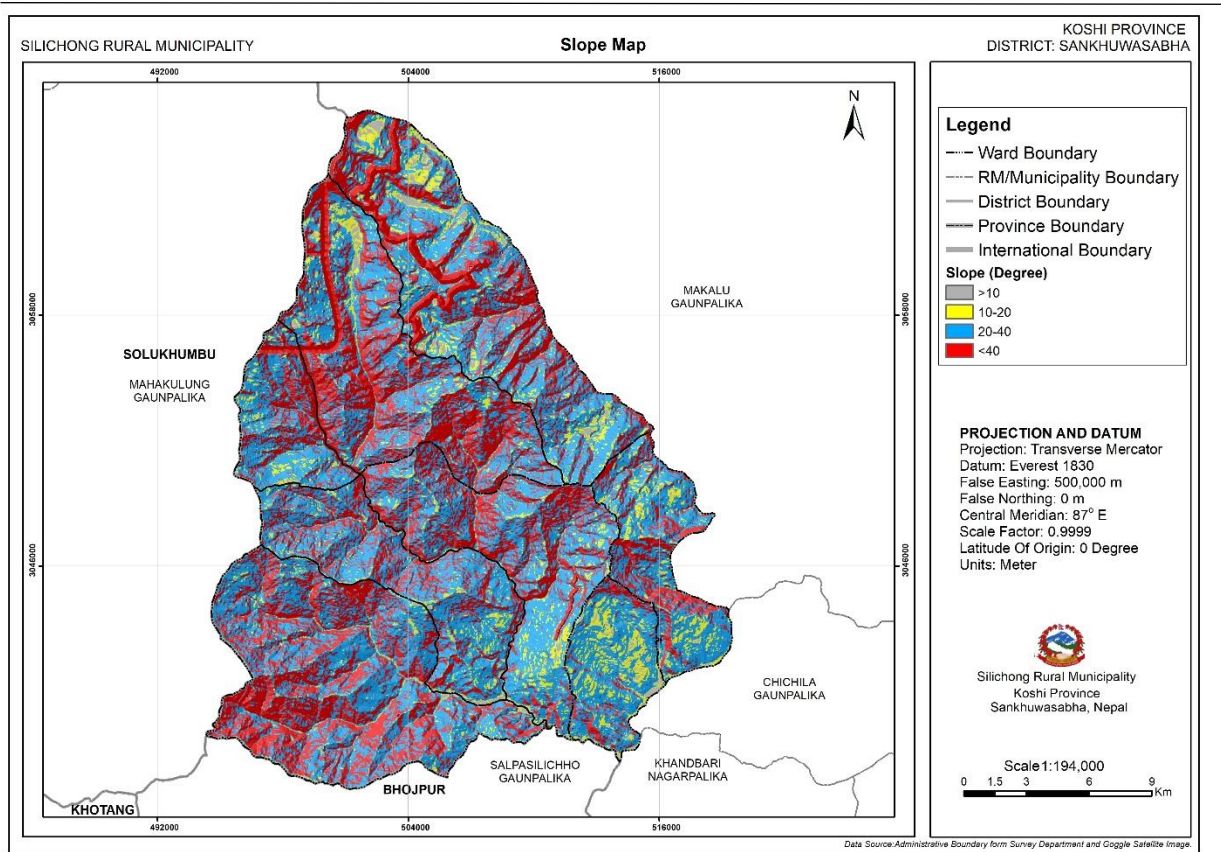 SILICHONG RURAL MUNICIPALITY
Slope Map
KOSHI PROVINCE
DISTRICT: SANKHUWASABHA
492000
504000
516000
N
3058000
3058000
MAKALU
GAUNPALIKA
SOLUKHUMBU
MAHAKULUNG
GAUNPALIKA
3046000
3046000
CHICHILA
GAUNPALIKA
SALPASILICHHO
GAUNPALIKA
KHANDBARI
NAGARPALIKA
BHOJPUR
KHOTANG
492000
504000
516000
Legend
Ward Boundary
RM/Municipality Boundary
District Boundary
Province Boundary
International Boundary
Slope (Degree)
>10
10-20
20-40
<40
PROJECTION AND DATUM
Projection: Transverse Mercator
Datum: Everest 1830
False Easting: 500,000 m
False Northing: 0 m
Central Meridian: 87° E
Scale Factor: 0.9999
Latitude Of Origin: 0 Degree
Units: Meter
Silichong Rural Municipality
Koshi Province
Sankhuwasabha, Nepal
Scale1:194,000
0 1.5 3 6 9
Km
Data Source:Administrative Boundary form Survey Department and Goggle Satellite Image.